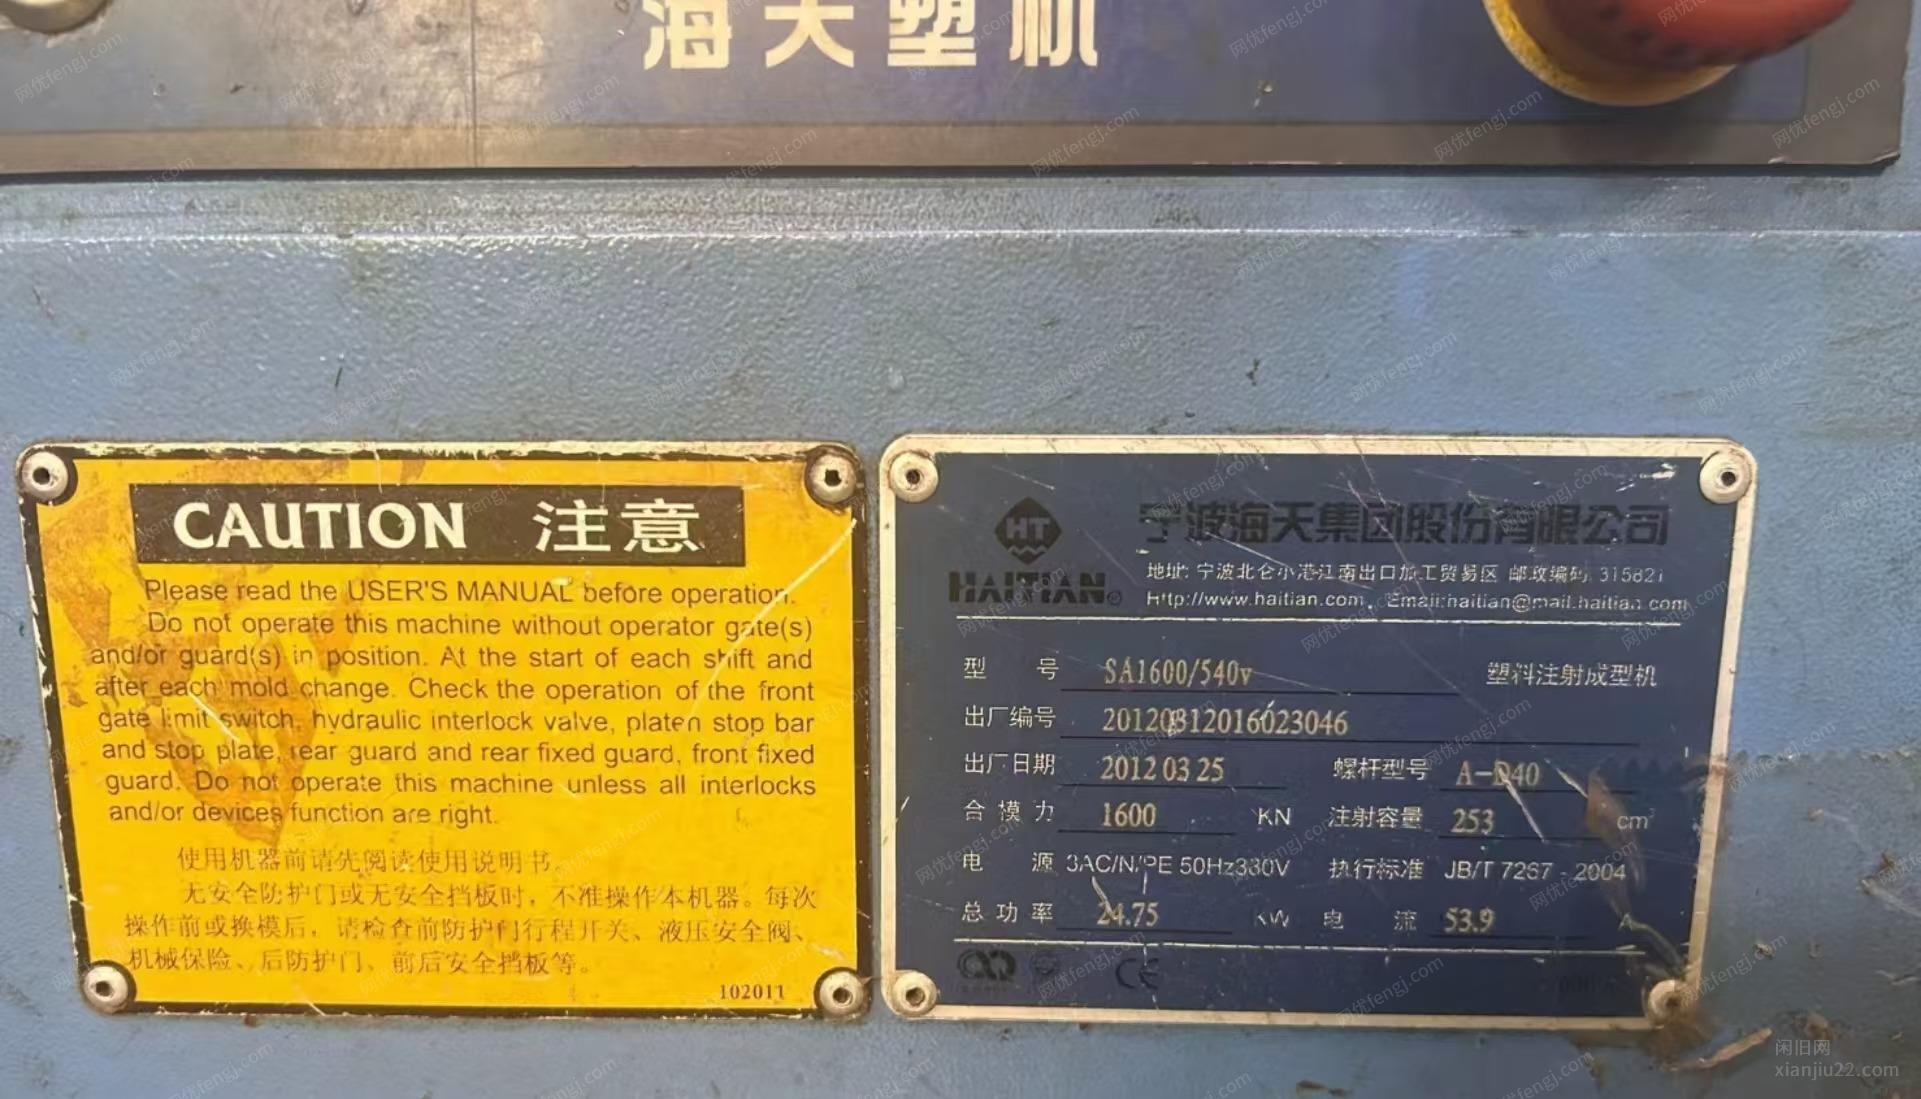 海天塑机
CAUTION 注意
Please read the USER'S MANUAL before operation.
Do not operate this machine without operator gate(s)
and/or guard(s) in position. At the start of each shift and
after each mold change. Check the operation of the front
gate limit switch, hydraulic interlock valve, platen stop bar
and stop plate, rear guard and rear fixed guard, front fixed
guard. Do not operate this machine unless all interlocks
and/or devices function are right.
使用机器前请先阅读使用说明书。
无安全防护门或无安全挡板时，不准操作本机器。每次
操作前或换模后，请检查前防护门行程开关、液压安全阀、
机械保险、后防护门、前后安全挡板等。
102011
HT
HAITIAN ®
宁波海天集团股份有限公司
地址: 宁波北仑小港江南出口加工贸易区 邮政编码: 315821
Http://www.haitian.com, Email:haitian@mail.haitian.com
型 号 SA1600/540v 塑料注射成型机
出厂编号 20120312016023046
出厂日期 2012 03 25 螺杆型号 A-D40
合模力 1600 KN 注射容量 253 cm³
电 源 3AC/N/PE 50Hz380V 执行标准 JB/T 7267-2004
总功率 24.75 KW 电 流 53.9 A
CE
网优fengj.com
闲旧网
xianjiu22.com